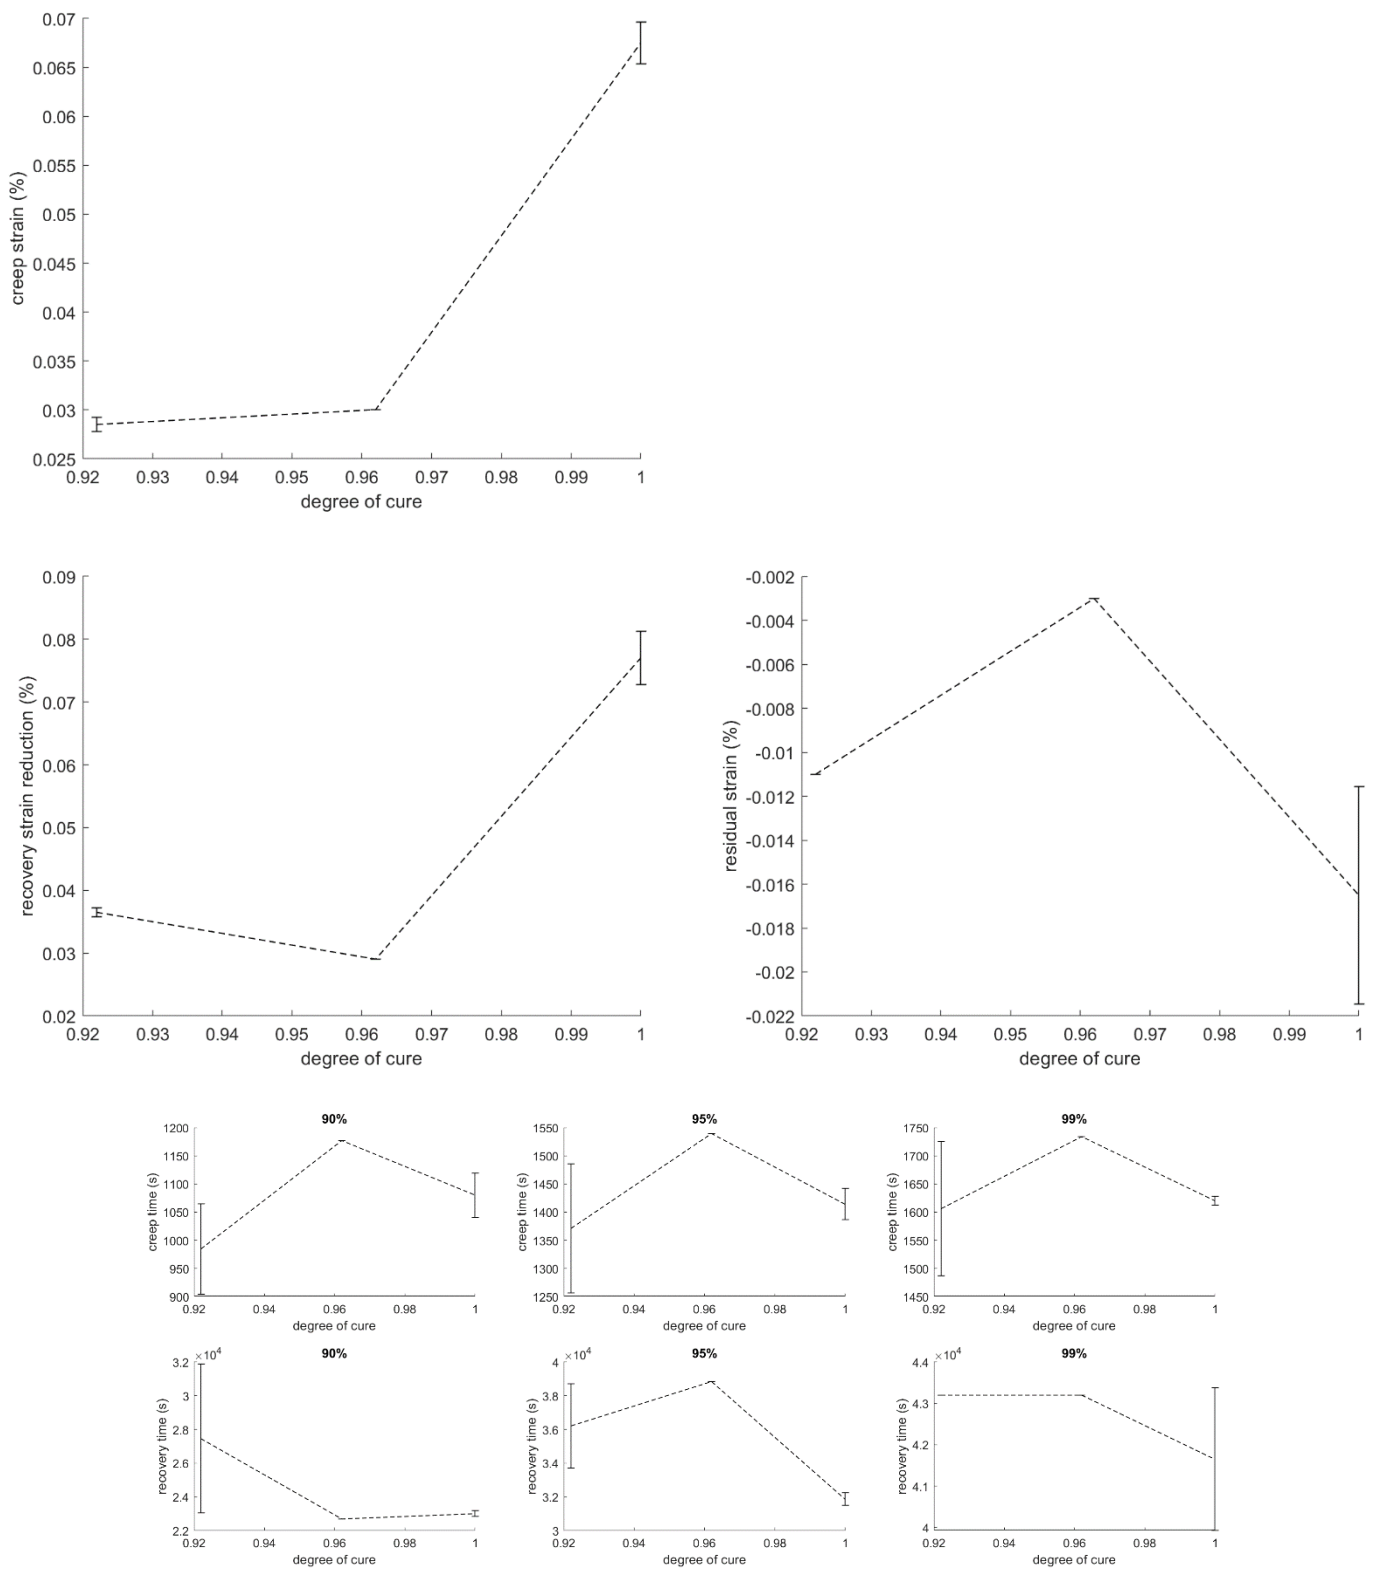 creep strain (%)
0.07
0.065
0.06
0.055
0.05
0.045
0.04
0.035
0.03
0.025
0.92 0.93 0.94 0.95 0.96 0.97 0.98 0.99 1
degree of cure
recovery strain reduction (%)
0.09
0.08
0.07
0.06
0.05
0.04
0.03
0.02
0.92 0.93 0.94 0.95 0.96 0.97 0.98 0.99 1
degree of cure
residual strain (%)
-0.002
-0.004
-0.006
-0.008
-0.01
-0.012
-0.014
-0.016
-0.018
-0.02
-0.022
0.92 0.93 0.94 0.95 0.96 0.97 0.98 0.99 1
degree of cure
90%
creep time (s)
1200
1150
1100
1050
1000
950
900
0.92 0.94 0.96 0.98 1
degree of cure
95%
creep time (s)
1550
1500
1450
1400
1350
1300
1250
0.92 0.94 0.96 0.98 1
degree of cure
99%
creep time (s)
1750
1700
1650
1600
1550
1500
1450
0.92 0.94 0.96 0.98 1
degree of cure
90%
×10⁴
recovery time (s)
3.2
3
2.8
2.6
2.4
2.2
0.92 0.94 0.96 0.98 1
degree of cure
95%
×10⁴
recovery time (s)
4
3.8
3.6
3.4
3.2
3
0.92 0.94 0.96 0.98 1
degree of cure
99%
×10⁴
recovery time (s)
4.4
4.3
4.2
4.1
4
0.92 0.94 0.96 0.98 1
degree of cure